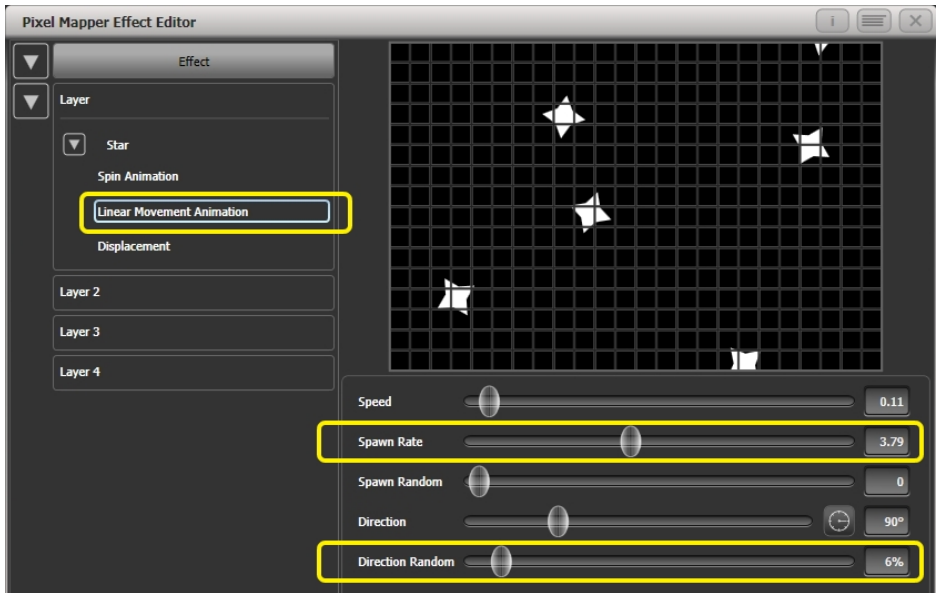 Pixel Mapper Effect Editor
i
Effect
Layer
Star
Spin Animation
Linear Movement Animation
Displacement
Layer 2
Layer 3
Layer 4
Speed 0.11
Spawn Rate 3.79
Spawn Random 0
Direction 90°
Direction Random 6%